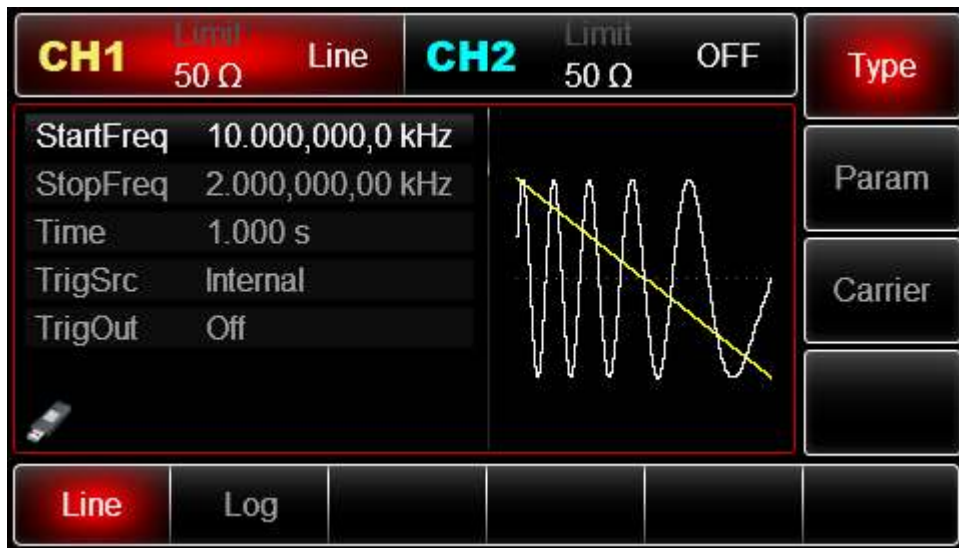 CH1 Limit 50 Ω Line CH2 Limit 50 Ω OFF
Type
StartFreq 10.000,000,0 kHz
StopFreq 2.000,000,00 kHz
Time 1.000 s
TrigSrc Internal
TrigOut Off
Param
Carrier
Line Log